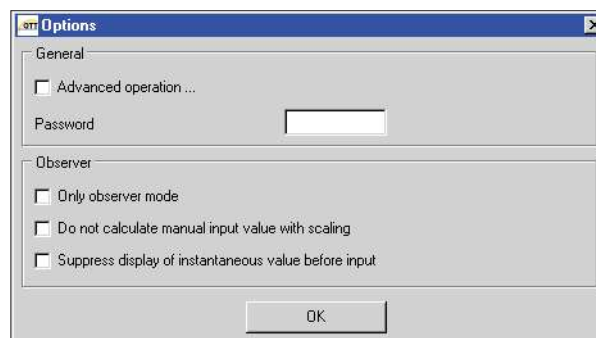 OTT Options
General
Advanced operation ...
Password
Observer
Only observer mode
Do not calculate manual input value with scaling
Suppress display of instantaneous value before input
OK